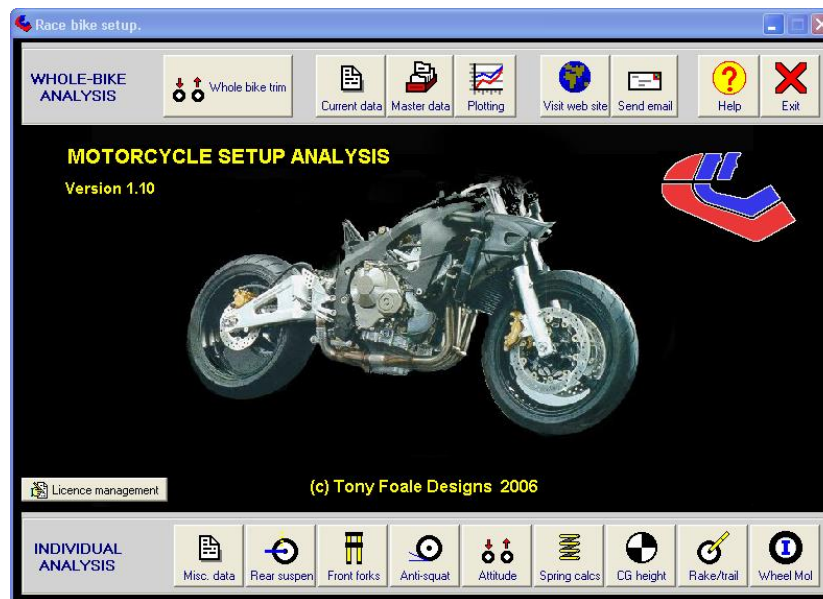 Race bike setup.
WHOLE-BIKE
ANALYSIS
Whole bike trim
Current data
Master data
Plotting
Visit web site
Send email
Help
Exit
MOTORCYCLE SETUP ANALYSIS
Version 1.10
Licence management
(c) Tony Foale Designs 2006
INDIVIDUAL
ANALYSIS
Misc. data
Rear suspen
Front forks
Anti-squat
Attitude
Spring calcs
CG height
Rake/trail
I
Wheel MoI